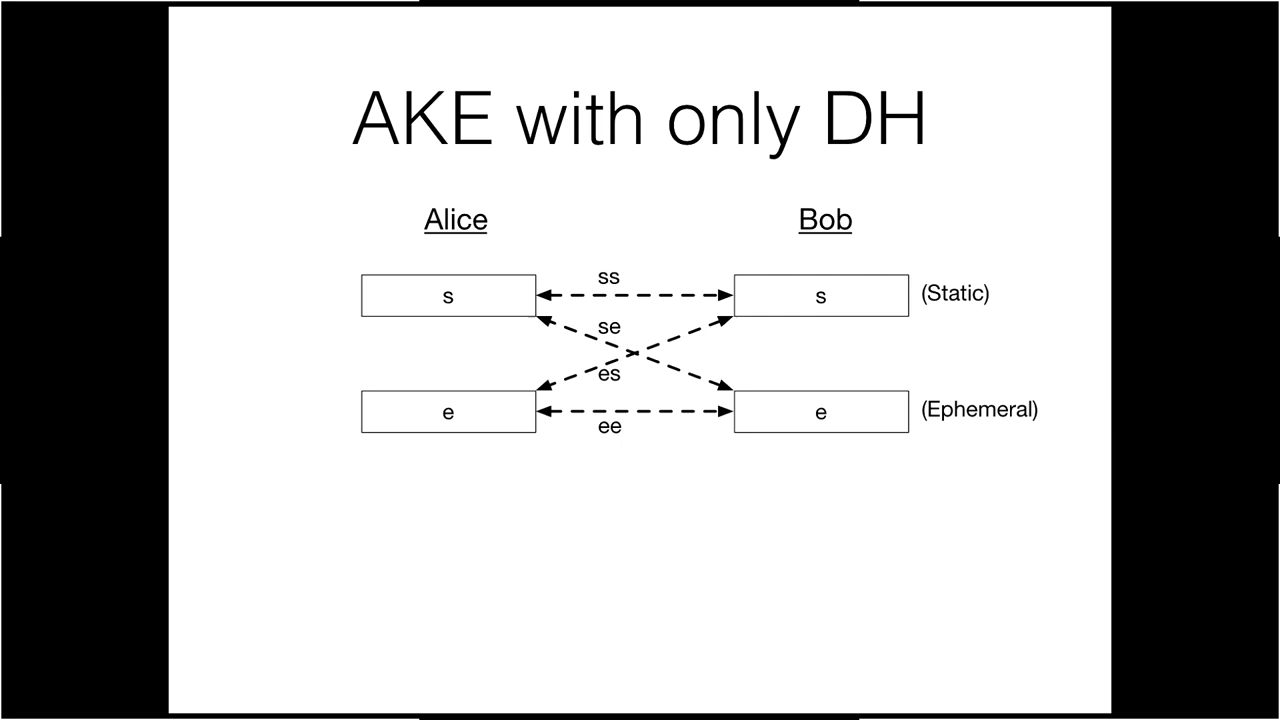 AKE with only DH
Alice
Bob
ss
s
s
(Static)
se
es
e
e
(Ephemeral)
ee